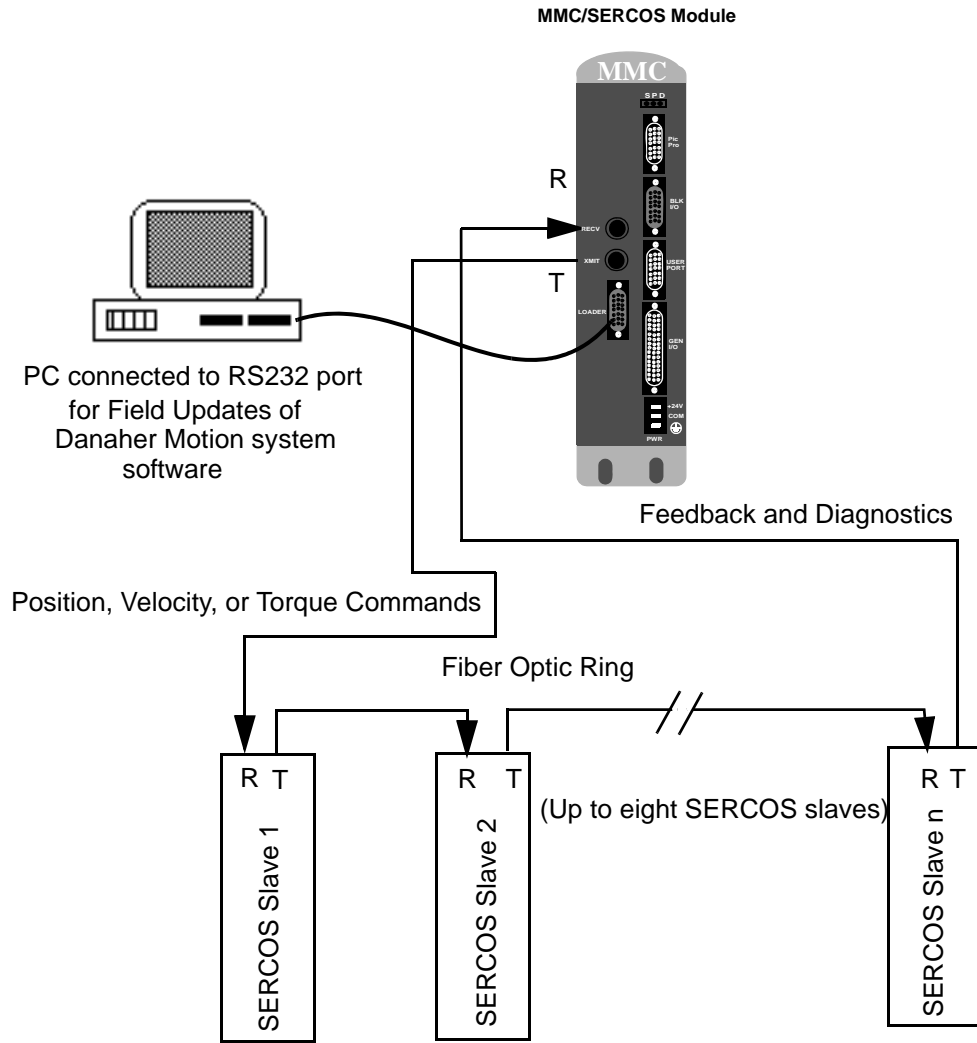 MMC/SERCOS Module
MMC
S P D
Pic
Pro
R
BLK
I/O
RECV
XMIT
USER
PORT
T
LOADER
GEN
I/O
PC connected to RS232 port
for Field Updates of
Danaher Motion system
software
+24V
COM
PWR
Feedback and Diagnostics
Position, Velocity, or Torque Commands
Fiber Optic Ring
R T
R T
R T
(Up to eight SERCOS slaves)
SERCOS Slave 1
SERCOS Slave 2
SERCOS Slave n